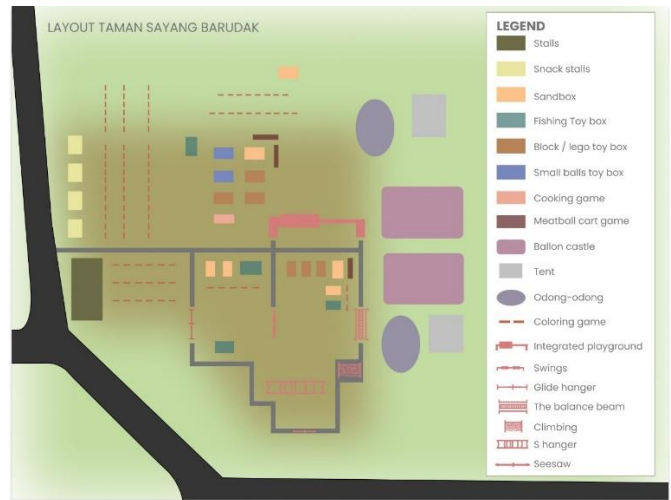 LAYOUT TAMAN SAYANG BARUDAK
LEGEND
Stalls
Snack stalls
Sandbox
Fishing Toy box
Block / lego toy box
Small balls toy box
Cooking game
Meatball cart game
Ballon castle
Tent
Odong-odong
Coloring game
Integrated playground
Swings
Glide hanger
The balance beam
Climbing
S hanger
Seesaw